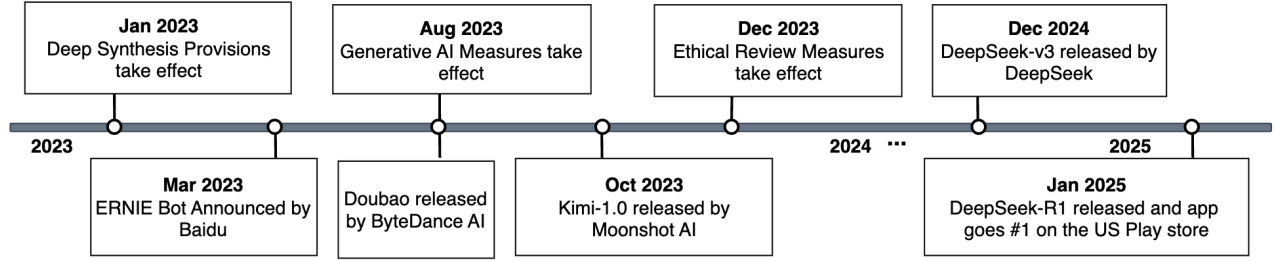 Jan 2023
Deep Synthesis Provisions
take effect
Aug 2023
Generative AI Measures take
effect
Dec 2023
Ethical Review Measures
take effect
Dec 2024
DeepSeek-v3 released by
DeepSeek
2023
2024 ...
2025
Mar 2023
ERNIE Bot Announced by
Baidu
Doubao released
by ByteDance AI
Oct 2023
Kimi-1.0 released by
Moonshot AI
Jan 2025
DeepSeek-R1 released and app
goes #1 on the US Play store